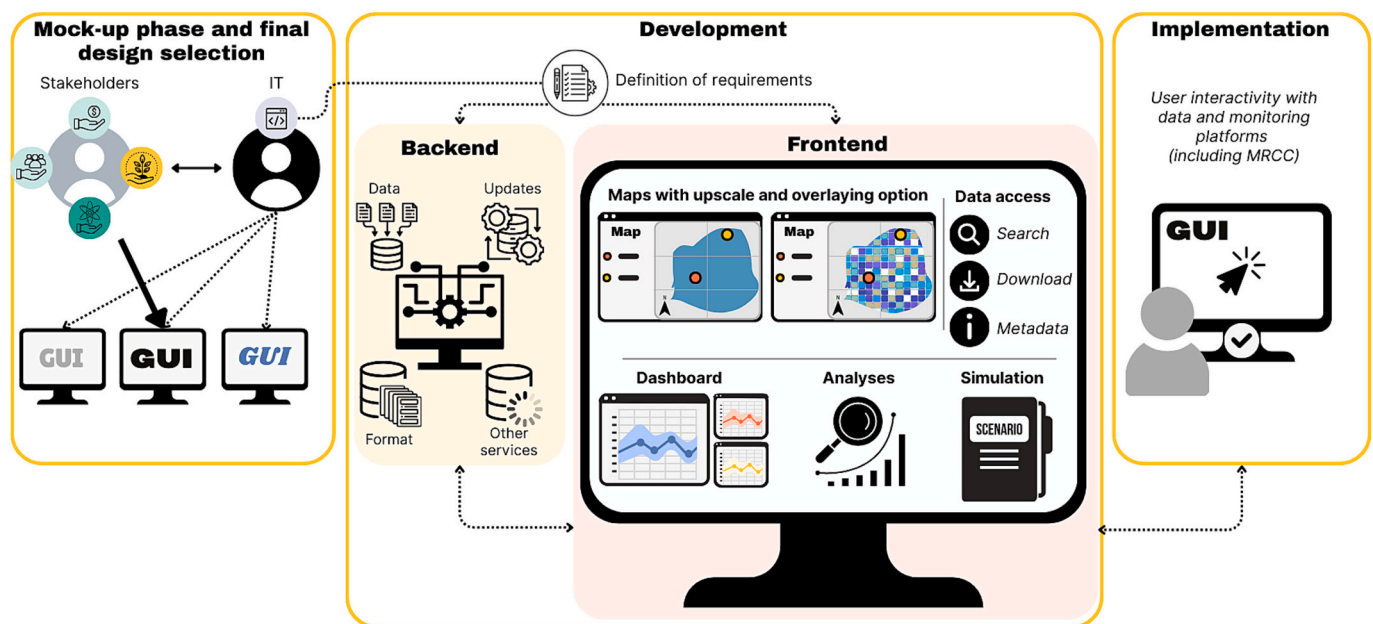 Mock-up phase and final
design selection
Stakeholders
IT
GUI
GUI
GUI
Development
Definition of requirements
Backend
Data
Updates
Format
Other
services
Frontend
Maps with upscale and overlaying option
Map
N
Map
N
Data access
Search
Download
Metadata
Dashboard
Analyses
Simulation
SCENARIO
Implementation
User interactivity with
data and monitoring
platforms
(including MRCC)
GUI